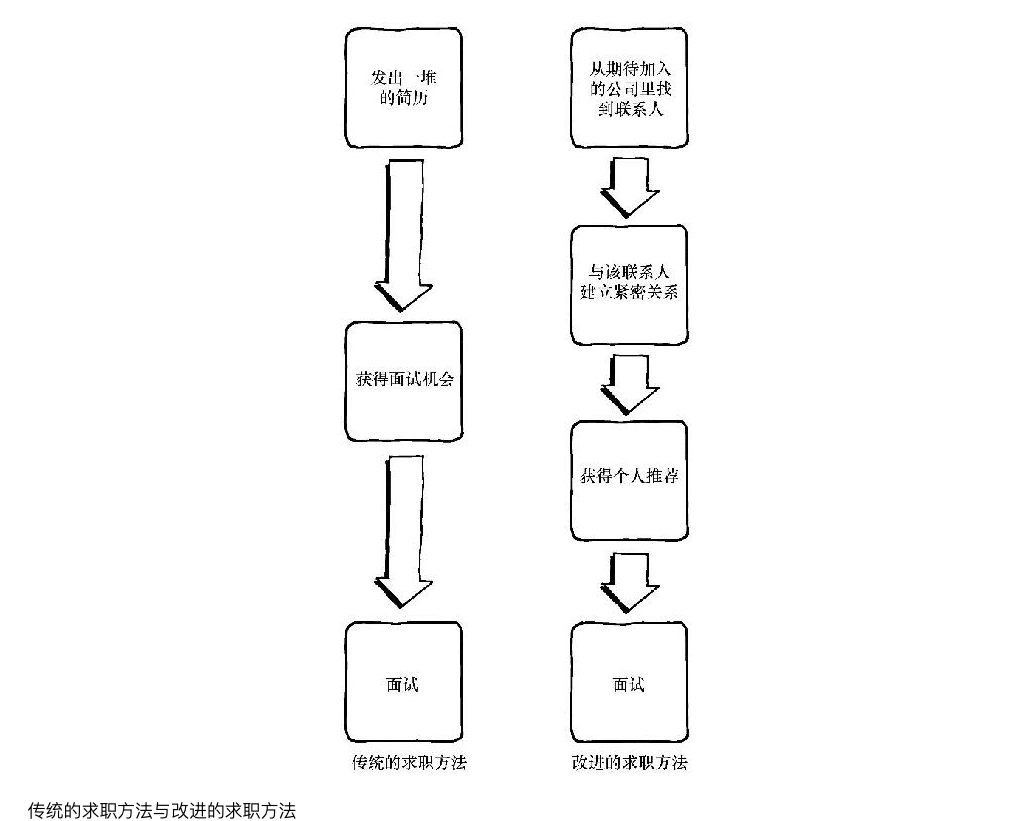 发出一堆
的简历
获得面试机会
面试
传统的求职方法
从期待加入
的公司里找
到联系人
与该联系人
建立紧密关系
获得个人推荐
面试
改进的求职方法
传统的求职方法与改进的求职方法